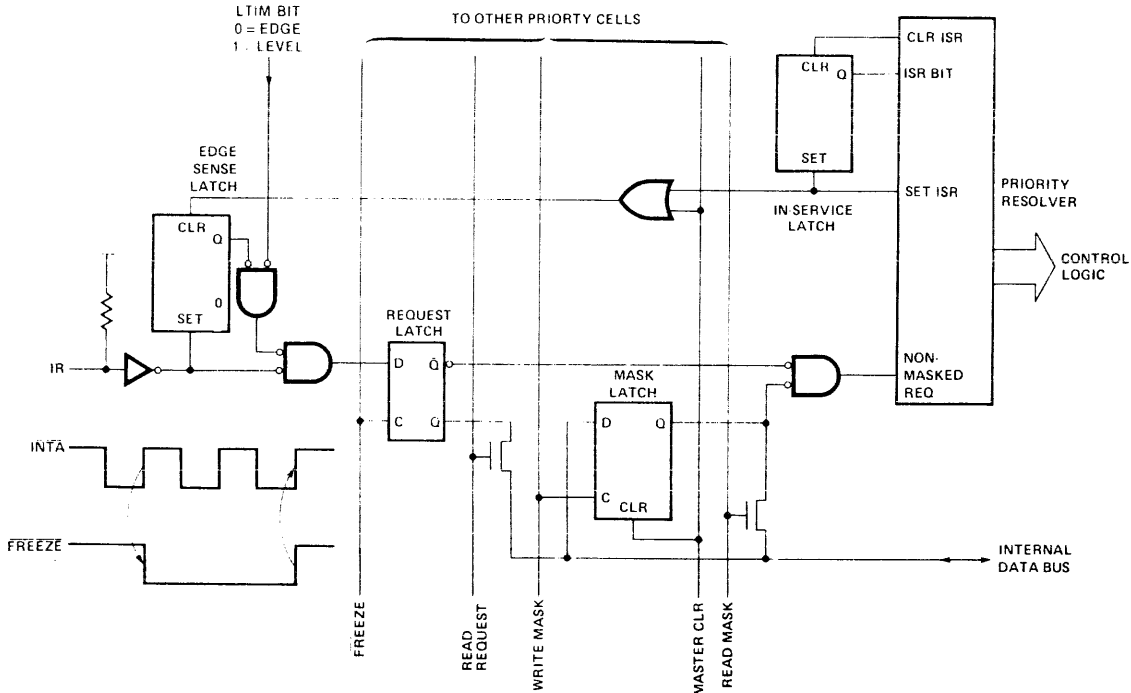 LTIM BIT
0 = EDGE
1 . LEVEL
TO OTHER PRIORTY CELLS
CLR ISR
CLR
Q
ISR BIT
SET
SET ISR
PRIORITY
RESOLVER
IN-SERVICE
LATCH
EDGE
SENSE
LATCH
CLR
Q
0
SET
CONTROL
LOGIC
REQUEST
LATCH
IR
D
Q̄
C
Q
MASK
LATCH
D
Q
C
CLR
NON-
MASKED
REQ
INTA
FREEZE
INTERNAL
DATA BUS
FREEZE
READ
REQUEST
WRITE MASK
MASTER CLR
READ MASK